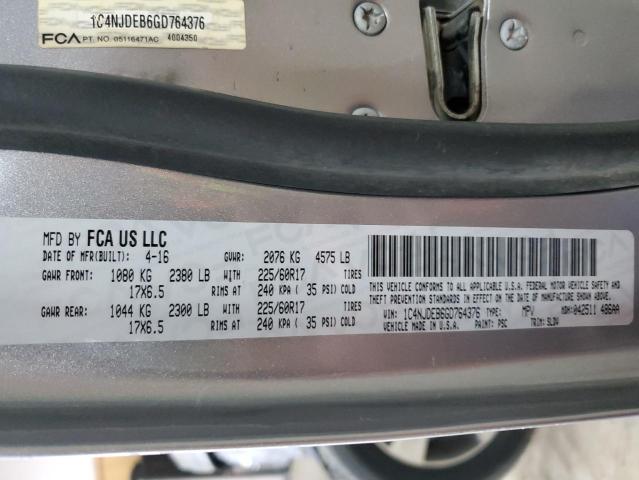 1C4NJDEB6GD764376
FCA PT. NO. 05116471AC 4004350
MFD BY FCA US LLC
DATE OF MFR(BUILT): 4-16 GVWR: 2076 KG 4575 LB
GAWR FRONT: 1080 KG 2380 LB WITH 225/60R17 TIRES
17X6.5 RIMS AT 240 KPA ( 35 PSI) COLD
GAWR REAR: 1044 KG 2300 LB WITH 225/60R17 TIRES
17X6.5 RIMS AT 240 KPA ( 35 PSI) COLD
THIS VEHICLE CONFORMS TO ALL APPLICABLE U.S.A. FEDERAL MOTOR VEHICLE SAFETY AND
THEFT PREVENTION STANDARDS IN EFFECT ON THE DATE OF MANUFACTURE SHOWN ABOVE.
VIN: 1C4NJDEB6GD764376 TYPE: MPV MDH: 042511 486AA
VEHICLE MADE IN U.S.A. PAINT: PSC TRIM: SLD4